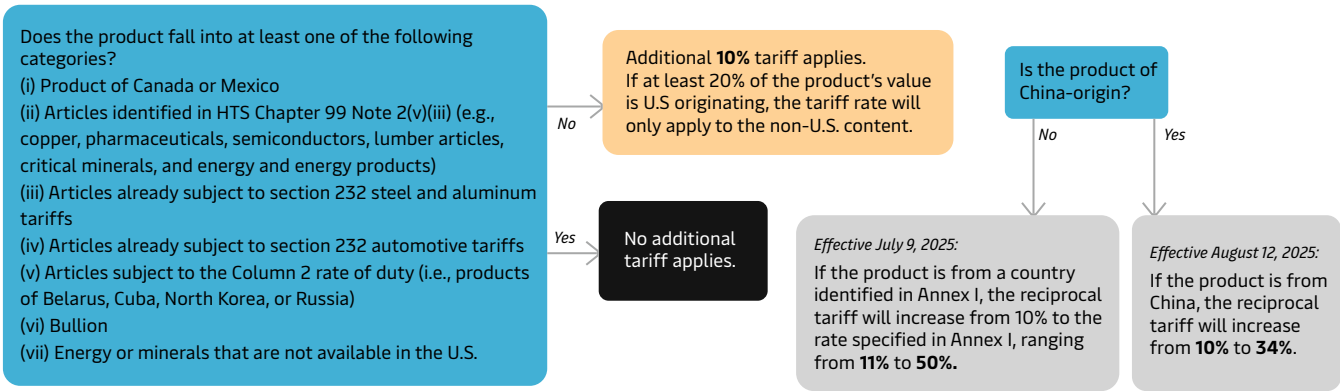 Does the product fall into at least one of the following
categories?
(i) Product of Canada or Mexico
(ii) Articles identified in HTS Chapter 99 Note 2(v)(iii) (e.g.,
copper, pharmaceuticals, semiconductors, lumber articles,
critical minerals, and energy and energy products)
(iii) Articles already subject to section 232 steel and aluminum
tariffs
(iv) Articles already subject to section 232 automotive tariffs
(v) Articles subject to the Column 2 rate of duty (i.e., products
of Belarus, Cuba, North Korea, or Russia)
(vi) Bullion
(vii) Energy or minerals that are not available in the U.S.
No
Additional 10% tariff applies.
If at least 20% of the product's value
is U.S originating, the tariff rate will
only apply to the non-U.S. content.
Yes
No additional
tariff applies.
Is the product of
China-origin?
No
Yes
Effective July 9, 2025:
If the product is from a country
identified in Annex I, the reciprocal
tariff will increase from 10% to the
rate specified in Annex I, ranging
from 11% to 50%.
Effective August 12, 2025:
If the product is from
China, the reciprocal
tariff will increase
from 10% to 34%.